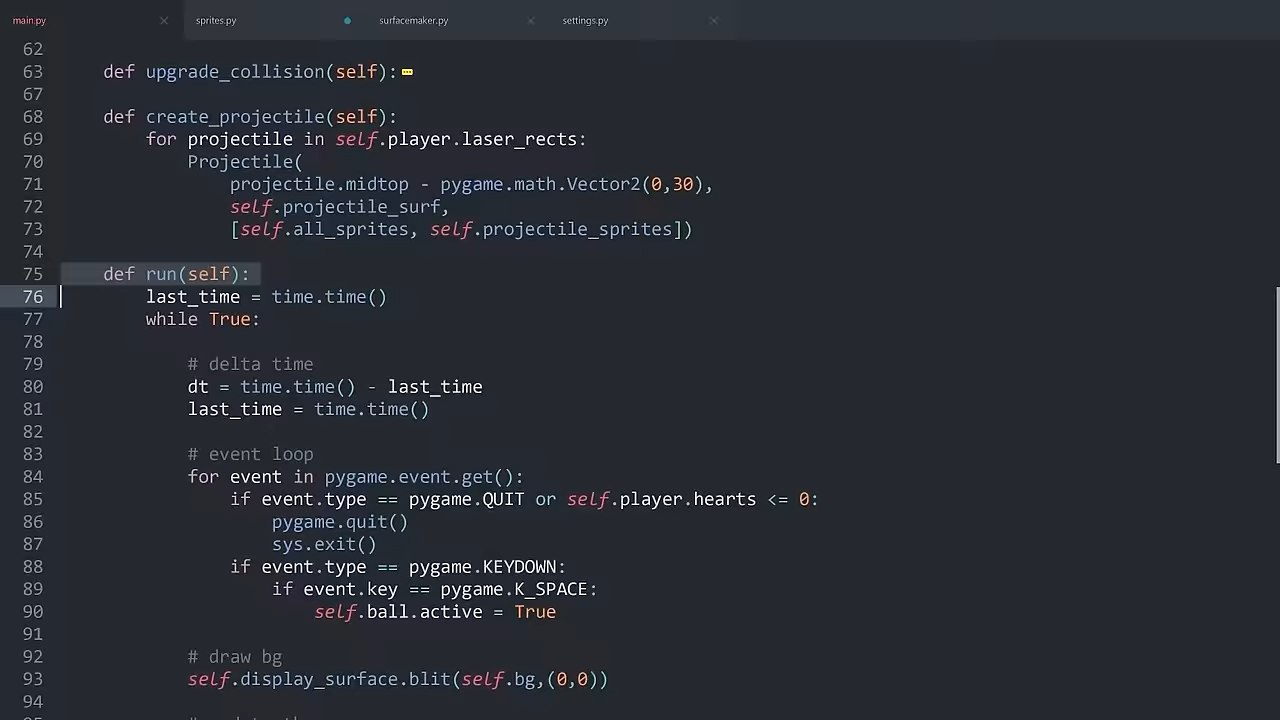 main.py sprites.py surfacemaker.py settings.py
62
63 def upgrade_collision(self):
67
68 def create_projectile(self):
69 for projectile in self.player.laser_rects:
70 Projectile(
71 projectile.midtop - pygame.math.Vector2(0,30),
72 self.projectile_surf,
73 [self.all_sprites, self.projectile_sprites])
74
75 def run(self):
76 last_time = time.time()
77 while True:
78
79 # delta time
80 dt = time.time() - last_time
81 last_time = time.time()
82
83 # event loop
84 for event in pygame.event.get():
85 if event.type == pygame.QUIT or self.player.hearts <= 0:
86 pygame.quit()
87 sys.exit()
88 if event.type == pygame.KEYDOWN:
89 if event.key == pygame.K_SPACE:
90 self.ball.active = True
91
92 # draw bg
93 self.display_surface.blit(self.bg,(0,0))
94